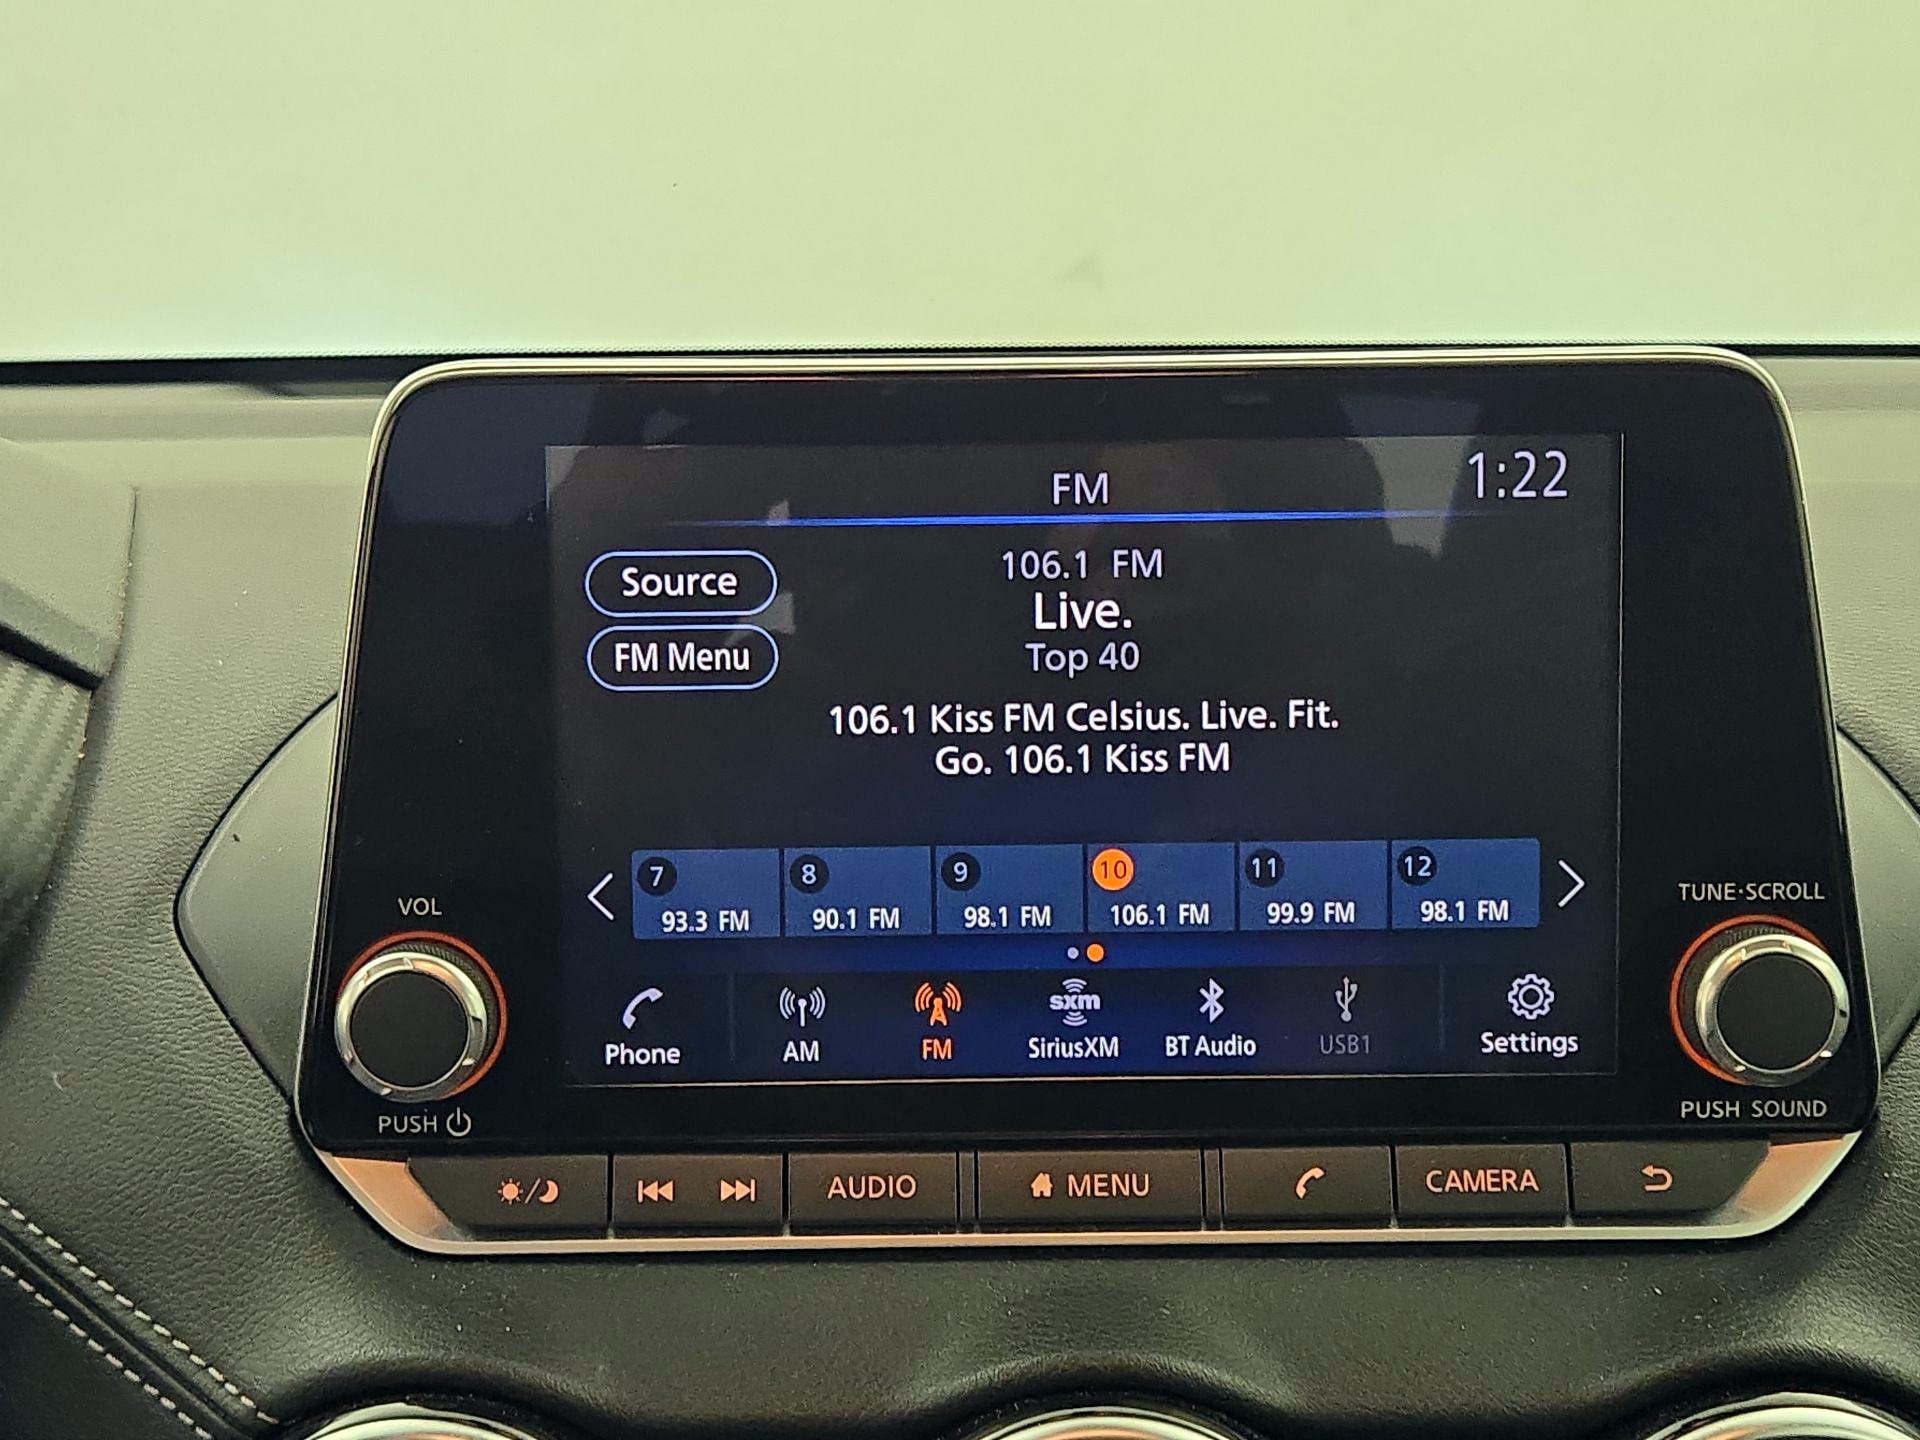 FM
1:22
Source
FM Menu
106.1 FM
Live.
Top 40
106.1 Kiss FM Celsius. Live. Fit.
Go. 106.1 Kiss FM
7 8 9 10 11 12
93.3 FM 90.1 FM 98.1 FM 106.1 FM 99.9 FM 98.1 FM
sxm
Phone AM FM SiriusXM BT Audio USB1 Settings
VOL
PUSH
TUNE·SCROLL
PUSH SOUND
AUDIO MENU CAMERA